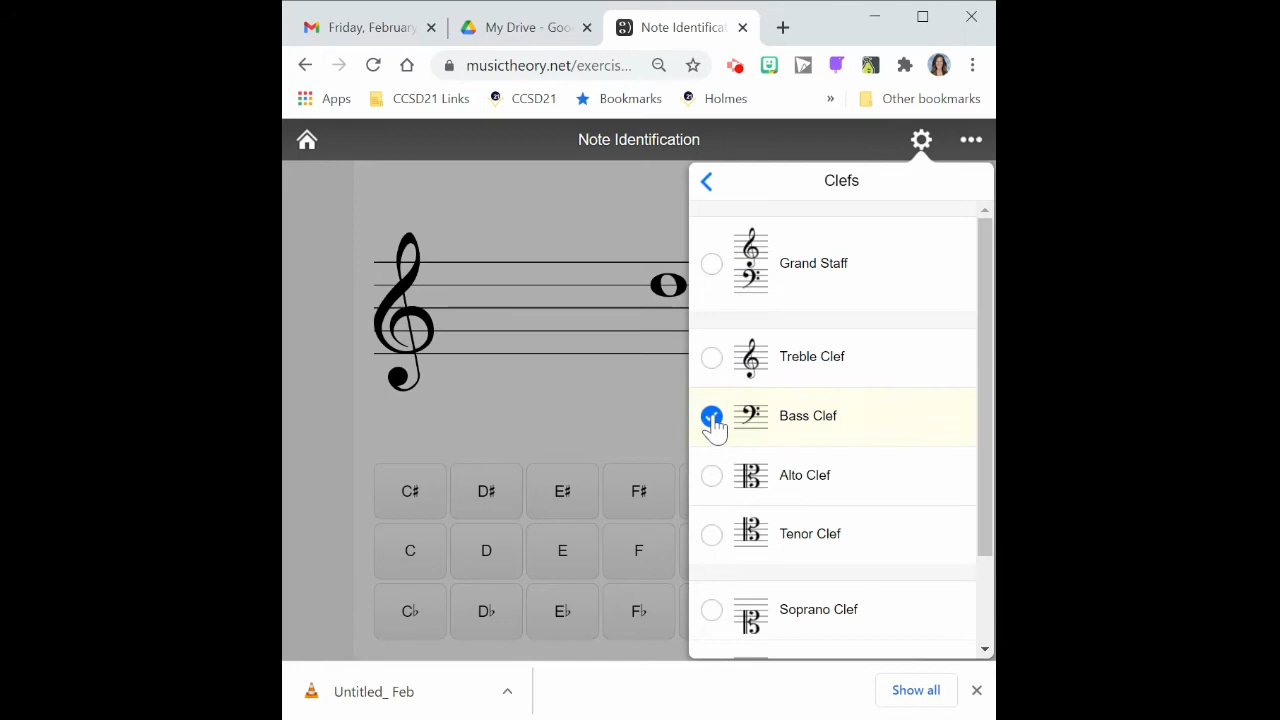 Friday, February
My Drive - Goo
Note Identificat
musictheory.net/exercis...
Apps
CCSD21 Links
CCSD21
Bookmarks
Holmes
»
Other bookmarks
Note Identification
Clefs
Grand Staff
Treble Clef
Bass Clef
Alto Clef
Tenor Clef
Soprano Clef
C♯ D♯ E♯ F♯
C D E F
C♭ D♭ E♭ F♭
Untitled_ Feb
Show all